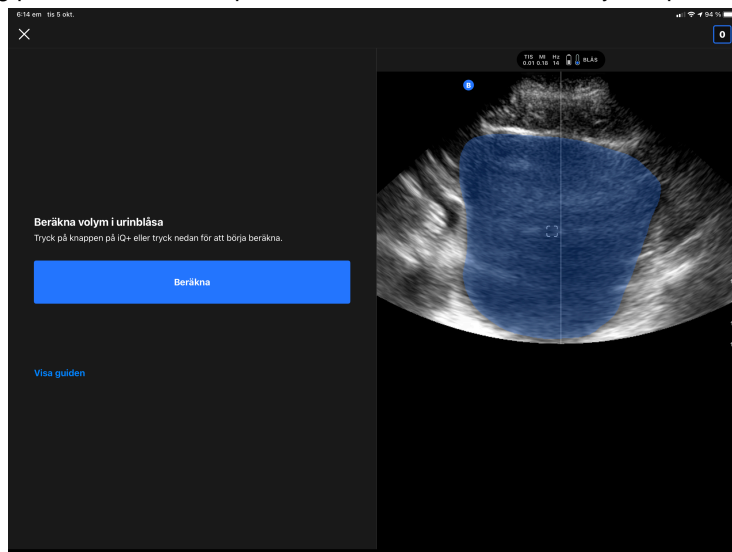 6:14 em tis 5 okt.
94 %
0
TIS MI Hz
0.01 0.18 14
BLÅS
B
Beräkna volym i urinblåsa
Tryck på knappen på iQ+ eller tryck nedan för att börja beräkna.
Beräkna
Visa guiden